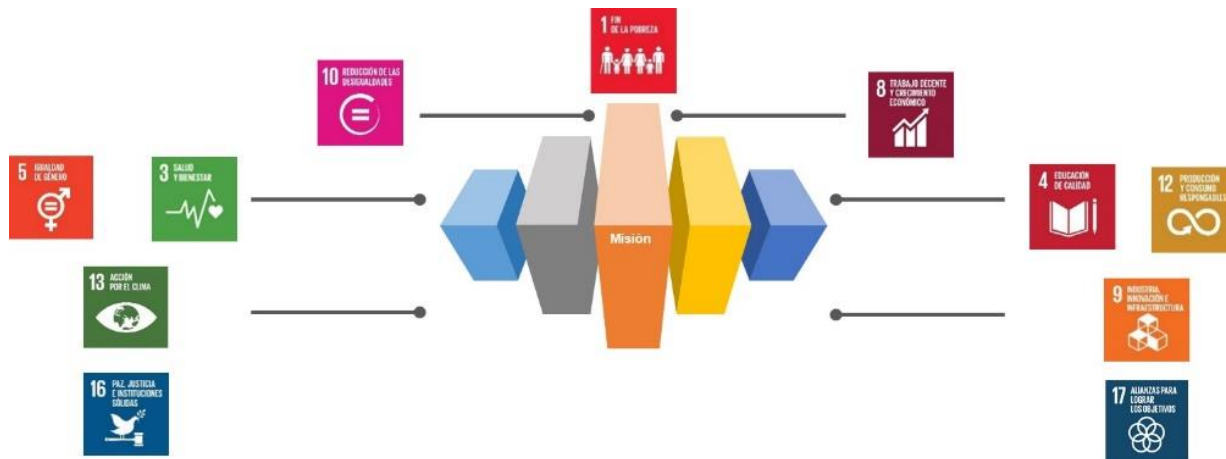 1 FIN
DE LA POBREZA
10 REDUCCIÓN DE LAS
DESIGUALDADES
8 TRABAJO DECENTE
Y CRECIMIENTO
ECONÓMICO
5 IGUALDAD
DE GÉNERO
3 SALUD
Y BIENESTAR
4 EDUCACIÓN
DE CALIDAD
12 PRODUCCIÓN
Y CONSUMO
RESPONSABLES
Misión
13 ACCIÓN
POR EL CLIMA
9 INDUSTRIA,
INNOVACIÓN E
INFRAESTRUCTURA
16 PAZ, JUSTICIA
E INSTITUCIONES
SÓLIDAS
17 ALIANZAS PARA
LOGRAR
LOS OBJETIVOS